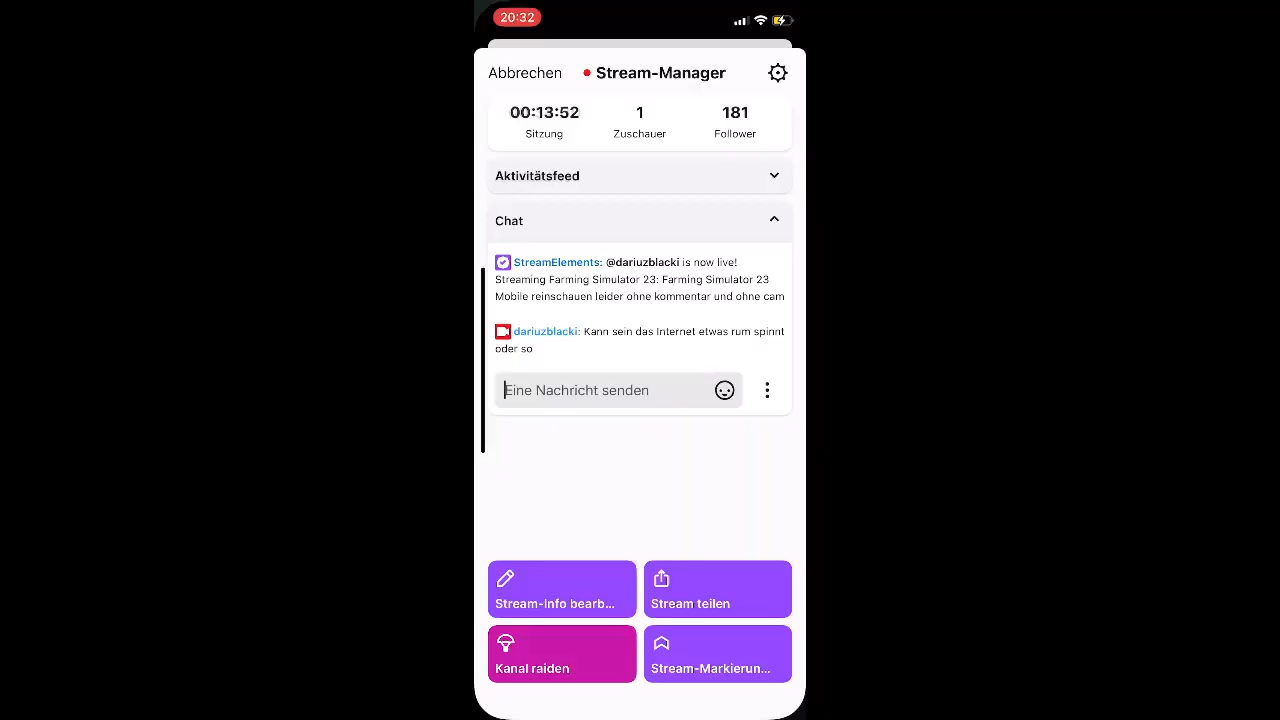 20:32
Abbrechen
Stream-Manager
00:13:52
1
181
Sitzung
Zuschauer
Follower
Aktivitätsfeed
Chat
StreamElements: @dariuzblacki is now live!
Streaming Farming Simulator 23: Farming Simulator 23
Mobile reinschauen leider ohne kommentar und ohne cam
dariuzblacki: Kann sein das Internet etwas rum spinnt
oder so
Eine Nachricht senden
Stream-Info bearb...
Stream teilen
Kanal raiden
Stream-Markierun...